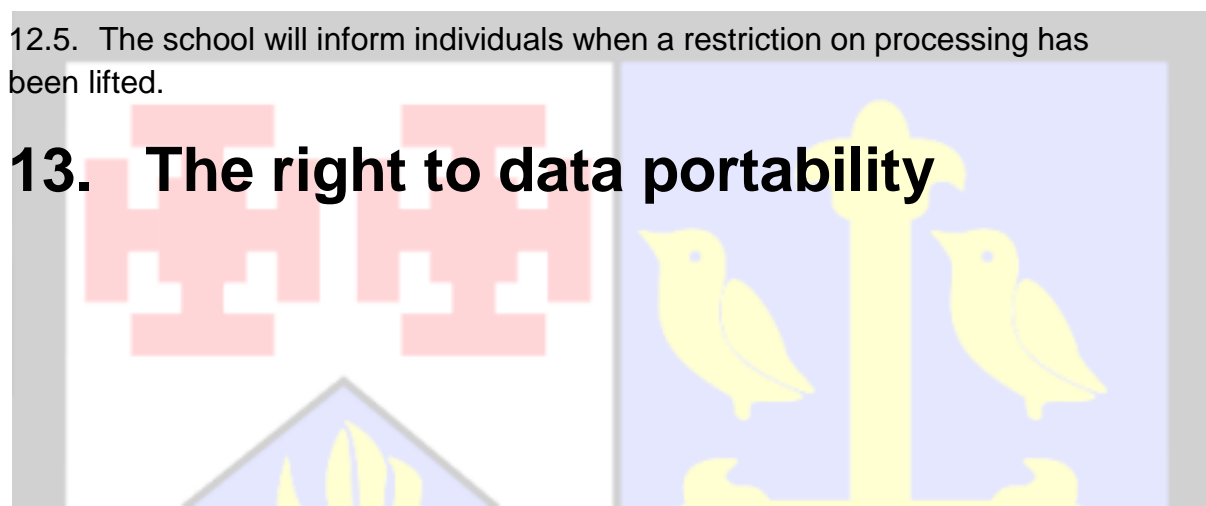 12.5. The school will inform individuals when a restriction on processing has
been lifted.
13. The right to data portability